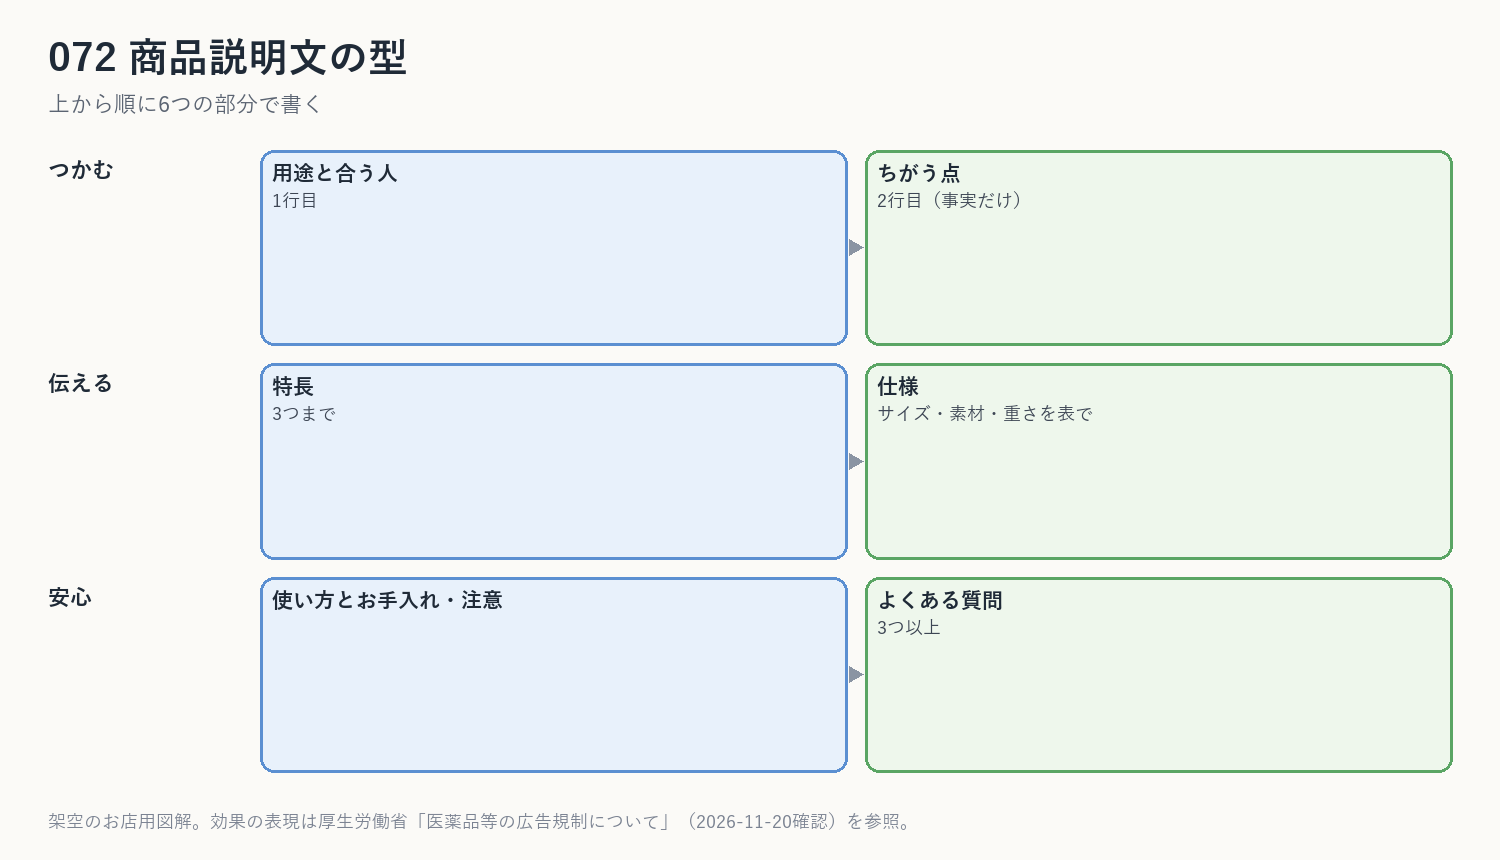 072 商品説明文の型
上から順に6つの部分で書く
つかむ
用途と合う人
1行目
ちがう点
2行目（事実だけ）
伝える
特長
3つまで
仕様
サイズ・素材・重さを表で
安心
使い方とお手入れ・注意
よくある質問
3つ以上
架空のお店用図解。効果の表現は厚生労働省「医薬品等の広告規制について」（2026-11-20確認）を参照。